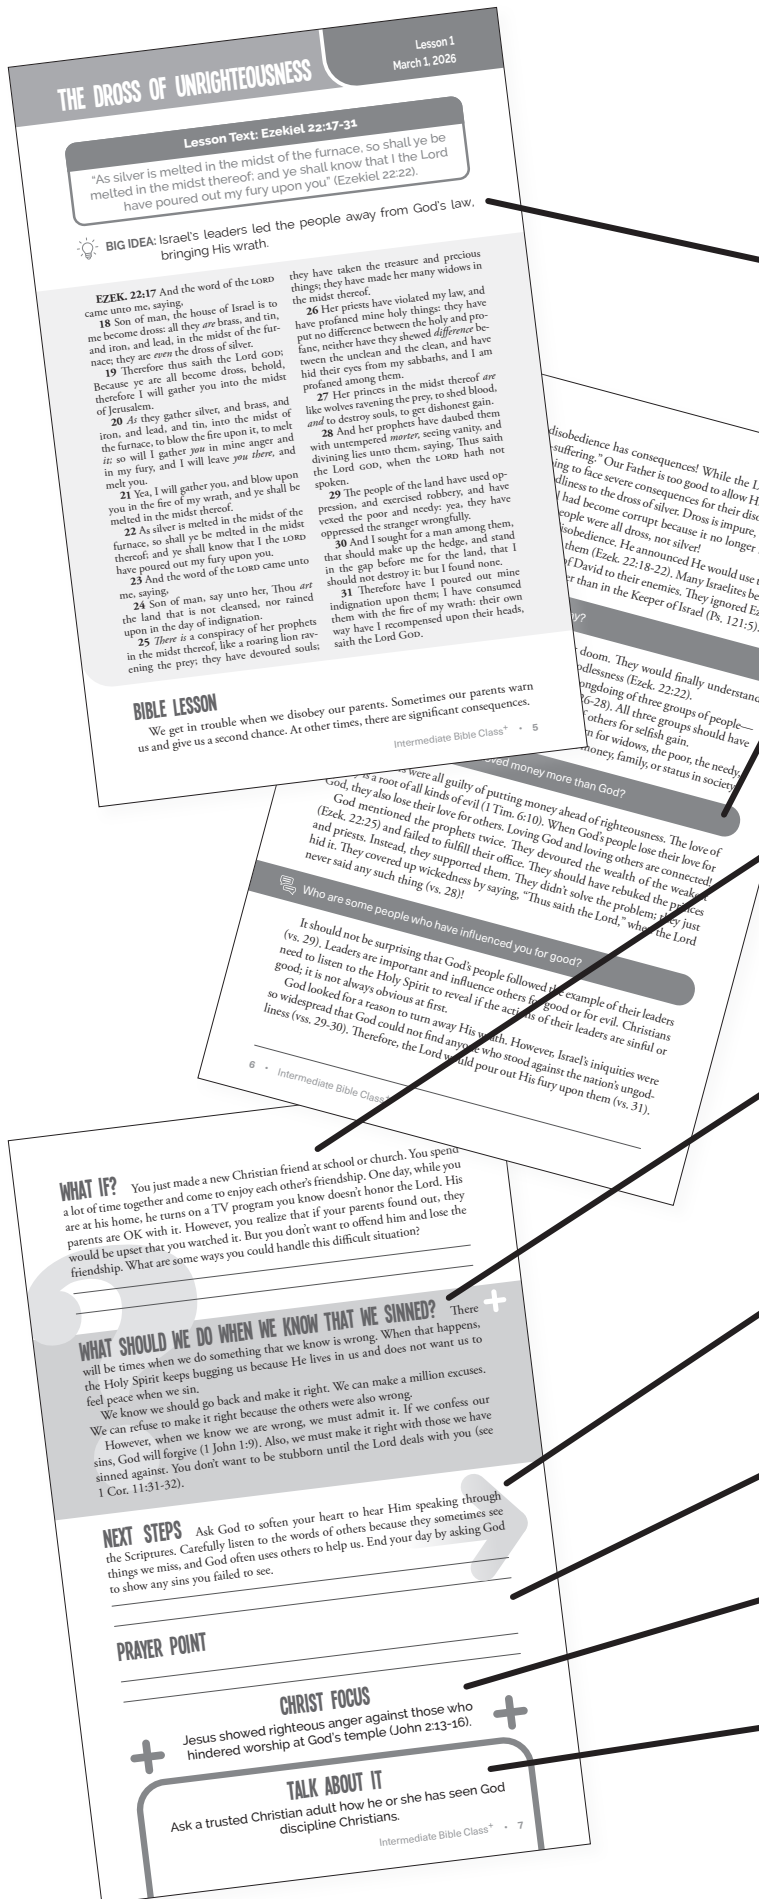 THE DROSS OF UNRIGHTEOUSNESS
Lesson 1
March 1, 2026
Lesson Text: Ezekiel 22:17-31
“As silver is melted in the midst of the furnace, so shall ye be
melted in the midst thereof; and ye shall know that I the Lord
have poured out my fury upon you” (Ezekiel 22:22).
BIG IDEA: Israel’s leaders led the people away from God’s law,
bringing His wrath.
EZEK. 22:17 And the word of the LORD
came unto me, saying,
18 Son of man, the house of Israel is to
me become dross: all they are brass, and tin,
and iron, and lead, in the midst of the fur-
nace; they are even the dross of silver.
19 Therefore thus saith the Lord GOD;
Because ye are all become dross, behold,
therefore I will gather you into the midst
of Jerusalem.
20 As they gather silver, and brass, and
iron, and lead, and tin, into the midst of
the furnace, to blow the fire upon it, to melt
it; so will I gather you in mine anger and
in my fury, and I will leave you there, and
melt you.
21 Yea, I will gather you, and blow upon
you in the fire of my wrath, and ye shall be
melted in the midst thereof.
22 As silver is melted in the midst of the
furnace, so shall ye be melted in the midst
thereof; and ye shall know that I the LORD
have poured out my fury upon you.
23 And the word of the LORD came unto
me, saying,
24 Son of man, say unto her, Thou art
the land that is not cleansed, nor rained
upon in the day of indignation.
25 There is a conspiracy of her prophets
in the midst thereof, like a roaring lion rav-
ening the prey; they have devoured souls;
they have taken the treasure and precious
things; they have made her many widows in
the midst thereof.
26 Her priests have violated my law, and
have profaned mine holy things: they have
put no difference between the holy and pro-
fane, neither have they shewed difference be-
tween the unclean and the clean, and have
hid their eyes from my sabbaths, and I am
profaned among them.
27 Her princes in the midst thereof are
like wolves ravening the prey, to shed blood,
and to destroy souls, to get dishonest gain.
28 And her prophets have daubed them
with untempered morter, seeing vanity, and
divining lies unto them, saying, Thus saith
the Lord GOD, when the LORD hath not
spoken.
29 The people of the land have used op-
pression, and exercised robbery, and have
vexed the poor and needy: yea, they have
oppressed the stranger wrongfully.
30 And I sought for a man among them,
that should make up the hedge, and stand
in the gap before me for the land, that I
should not destroy it: but I found none.
31 Therefore have I poured out mine
indignation upon them; I have consumed
them with the fire of my wrath: their own
way have I recompensed upon their heads,
saith the Lord GOD.
BIBLE LESSON
We get in trouble when we disobey our parents. Sometimes our parents warn
us and give us a second chance. At other times, there are significant consequences.
Intermediate Bible Class+ • 5
disobedience has consequences! While the L
-suffering.” Our Father is too good to allow H
ing to face severe consequences for their diso
dliness to the dross of silver. Dross is impure,
had become corrupt because it no longer
eople were all dross, not silver!
isobedience. He announced He would use
them (Ezek. 22:18-22). Many Israelites be
of David to their enemies. They ignored Ez
er than in the Keeper of Israel (Ps. 121:5).
y?
doom. They would finally understand
dlessness (Ezek. 22:22).
ongdoing of three groups of people—
6-28). All three groups should have
others for selfish gain.
n for widows, the poor, the needy,
money, family, or status in society
oved money more than God?
were all guilty of putting money ahead of righteousness. The love of
is a root of all kinds of evil (1 Tim. 6:10). When God’s people lose their love for
God, they also lose their love for others. Loving God and loving others are connected!
God mentioned the prophets twice. They devoured the wealth of the weakest
(Ezek. 22:25) and failed to fulfill their office. They should have rebuked the princes
and priests. Instead, they supported them. They didn’t solve the problem; they just
hid it. They covered up wickedness by saying, “Thus saith the Lord,” when the Lord
never said any such thing (vs. 28)!
Who are some people who have influenced you for good?
It should not be surprising that God’s people followed the example of their leaders
(vs. 29). Leaders are important and influence others for good or for evil. Christians
need to listen to the Holy Spirit to reveal if the actions of their leaders are sinful or
good; it is not always obvious at first.
God looked for a reason to turn away His wrath. However, Israel’s iniquities were
so widespread that God could not find anyone who stood against the nation’s ungod-
liness (vss. 29-30). Therefore, the Lord would pour out His fury upon them (vs. 31).
6 • Intermediate Bible Class+
WHAT IF? You just made a new Christian friend at school or church. You spend
a lot of time together and come to enjoy each other’s friendship. One day, while you
are at his home, he turns on a TV program you know doesn’t honor the Lord. His
parents are OK with it. However, you realize that if your parents found out, they
would be upset that you watched it. But you don’t want to offend him and lose the
friendship. What are some ways you could handle this difficult situation?
WHAT SHOULD WE DO WHEN WE KNOW THAT WE SINNED? There
will be times when we do something that we know is wrong. When that happens,
the Holy Spirit keeps bugging us because He lives in us and does not want us to
feel peace when we sin.
We know we should go back and make it right. We can make a million excuses.
We can refuse to make it right because the others were also wrong.
However, when we know we are wrong, we must admit it. If we confess our
sins, God will forgive (1 John 1:9). Also, we must make it right with those we have
sinned against. You don’t want to be stubborn until the Lord deals with you (see
1 Cor. 11:31-32).
NEXT STEPS Ask God to soften your heart to hear Him speaking through
the Scriptures. Carefully listen to the words of others because they sometimes see
things we miss, and God often uses others to help us. End your day by asking God
to show any sins you failed to see.
PRAYER POINT
CHRIST FOCUS
Jesus showed righteous anger against those who
hindered worship at God’s temple (John 2:13-16).
TALK ABOUT IT
Ask a trusted Christian adult how he or she has seen God
discipline Christians.
Intermediate Bible Class+ • 7